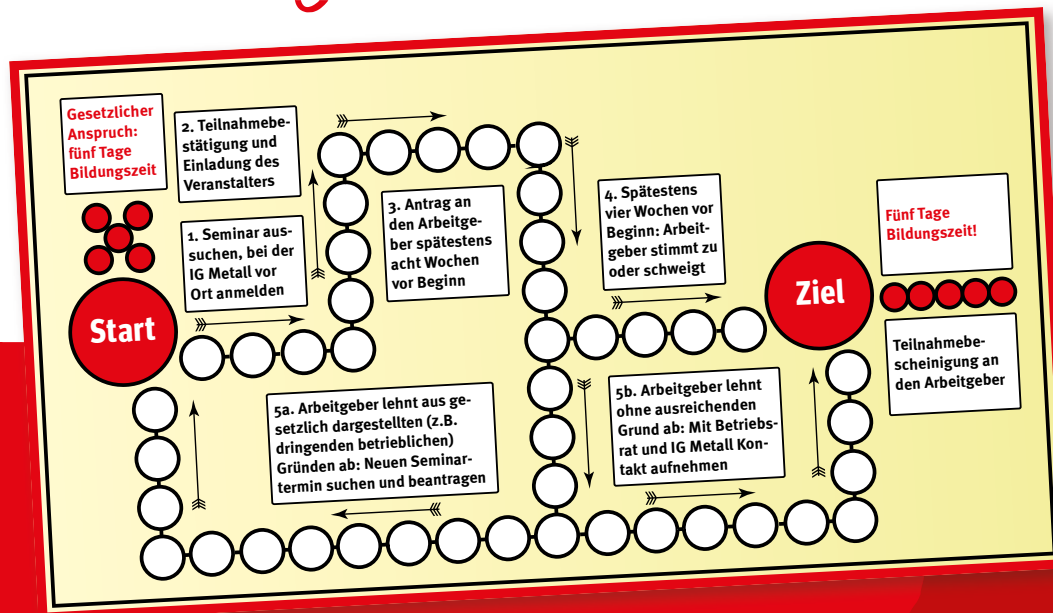 Gesetzlicher
Anspruch:
fünf Tage
Bildungszeit
2. Teilnahmebe-
stätigung und
Einladung des
Veranstalters
1. Seminar aus-
suchen, bei der
IG Metall vor
Ort anmelden
Start
3. Antrag an
den Arbeitge-
ber spätestens
acht Wochen
vor Beginn
4. Spätestens
vier Wochen vor
Beginn: Arbeit-
geber stimmt zu
oder schweigt
Ziel
Fünf Tage
Bildungszeit!
Teilnahmebe-
scheinigung an
den Arbeitgeber
5a. Arbeitgeber lehnt aus ge-
setzlich dargestellten (z.B.
dringenden betrieblichen)
Gründen ab: Neuen Seminar-
termin suchen und beantragen
5b. Arbeitgeber lehnt
ohne ausreichenden
Grund ab: Mit Betriebs-
rat und IG Metall Kon-
takt aufnehmen